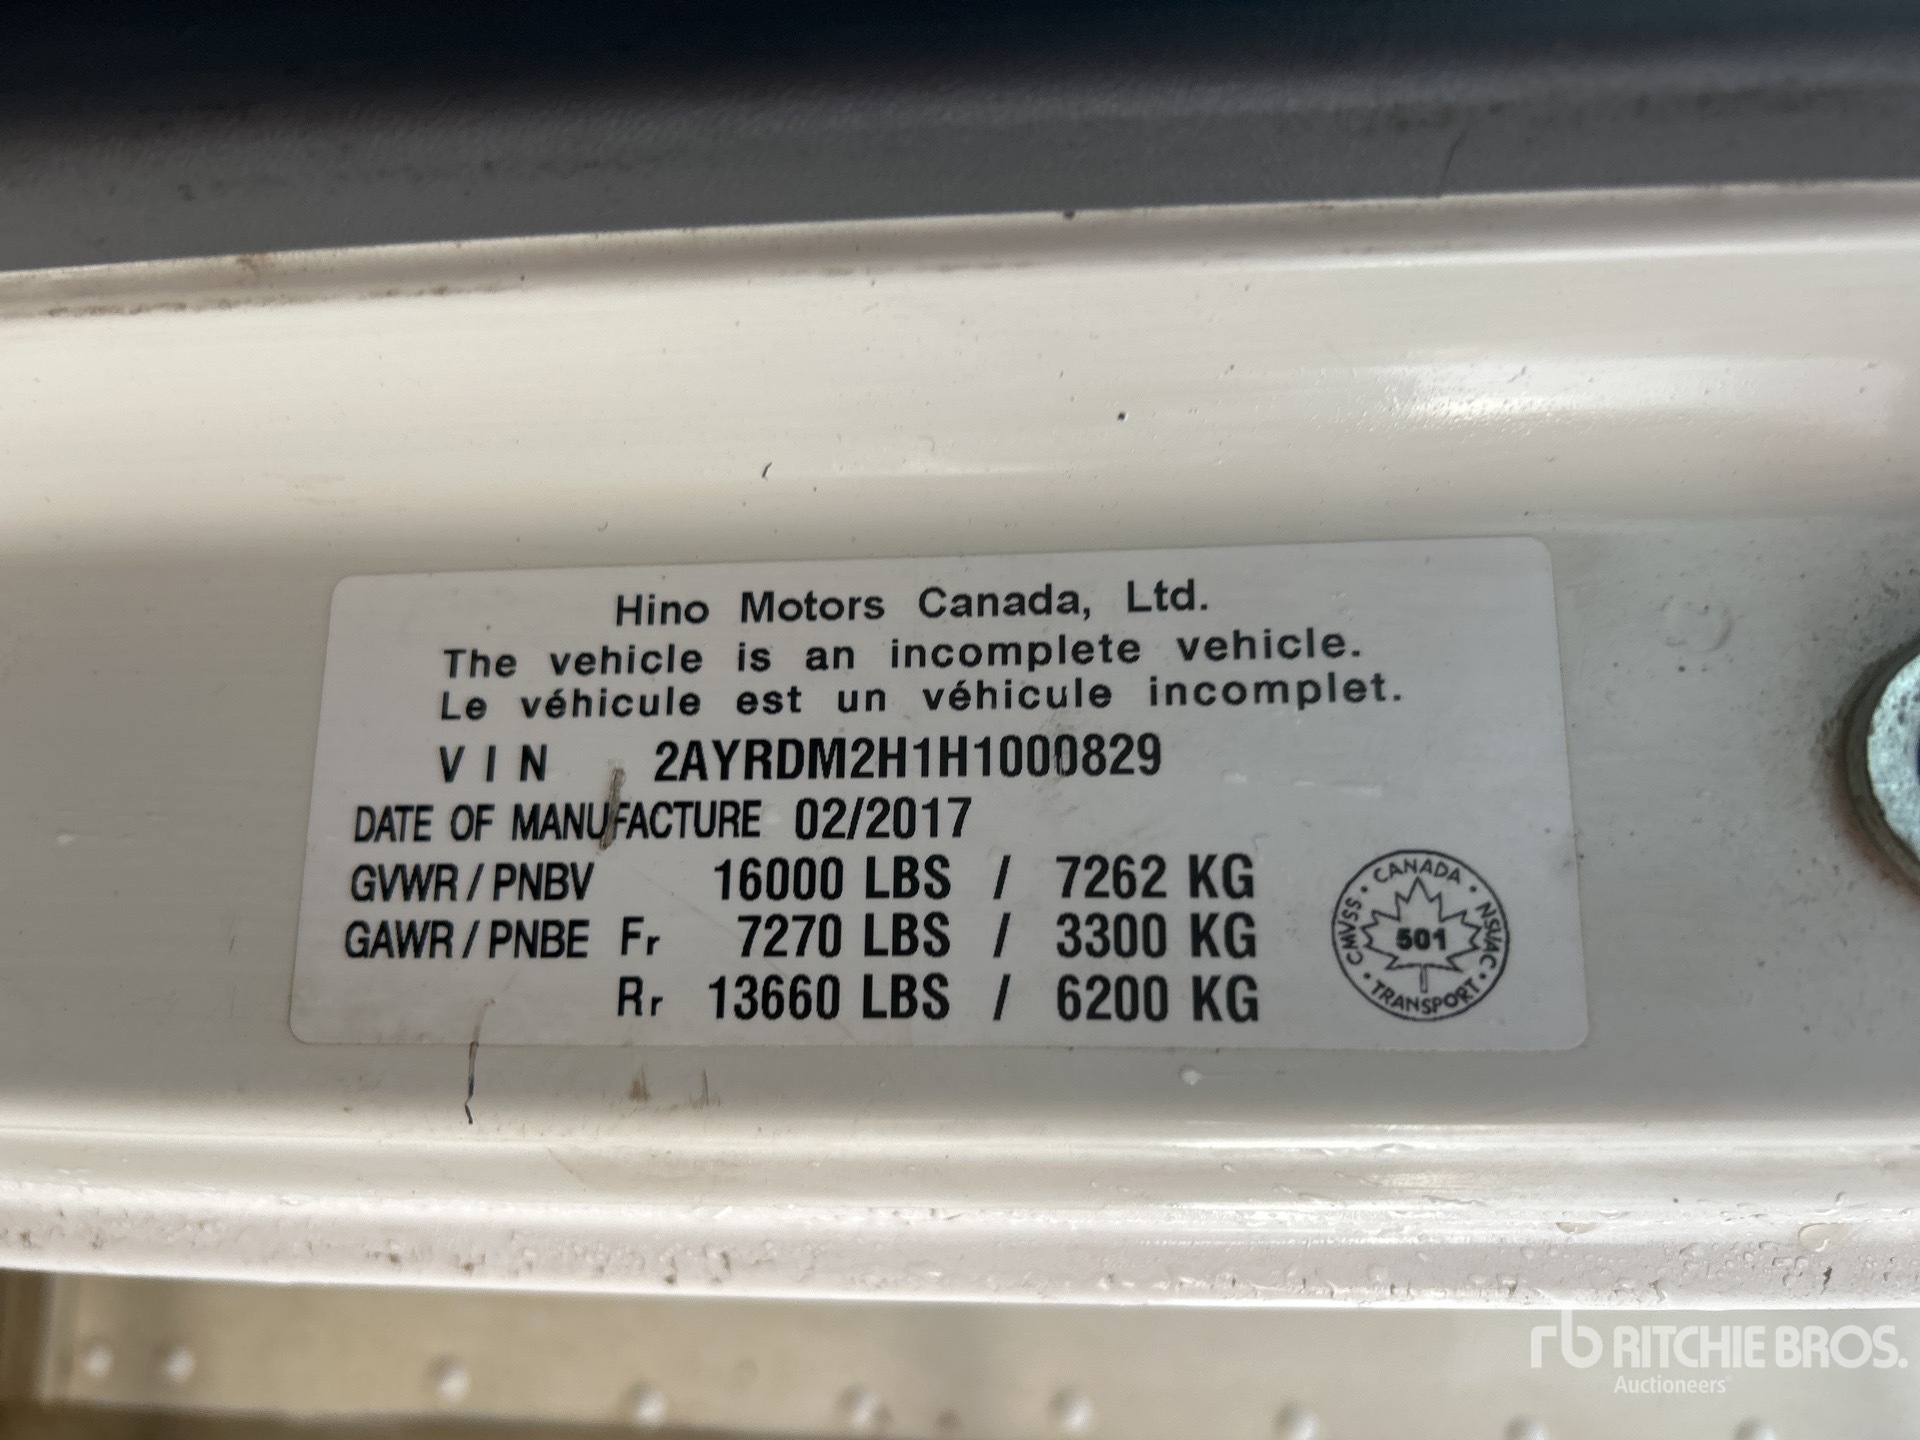 Hino Motors Canada, Ltd.
The vehicle is an incomplete vehicle.
Le véhicule est un véhicule incomplet.
VIN 2AYRDM2H1H1000829
DATE OF MANUFACTURE 02/2017
GVWR / PNBV 16000 LBS / 7262 KG
GAWR / PNBE Fr 7270 LBS / 3300 KG
Rr 13660 LBS / 6200 KG
CANADA · NSVAC · TRANSPORT · CMVSS ·
501
rb RITCHIE BROS.
Auctioneers